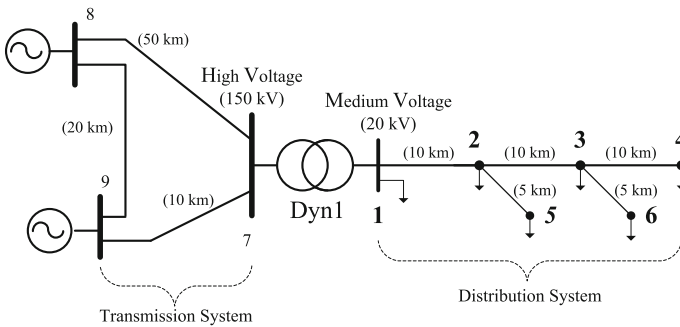 8
(50 km)
High Voltage
(150 kV)
Medium Voltage
(20 kV)
(20 km)
2
3
4
(10 km)
(10 km)
(10 km)
9
(10 km)
(5 km)
(5 km)
Dyn1
1
5
6
7
Distribution System
Transmission System